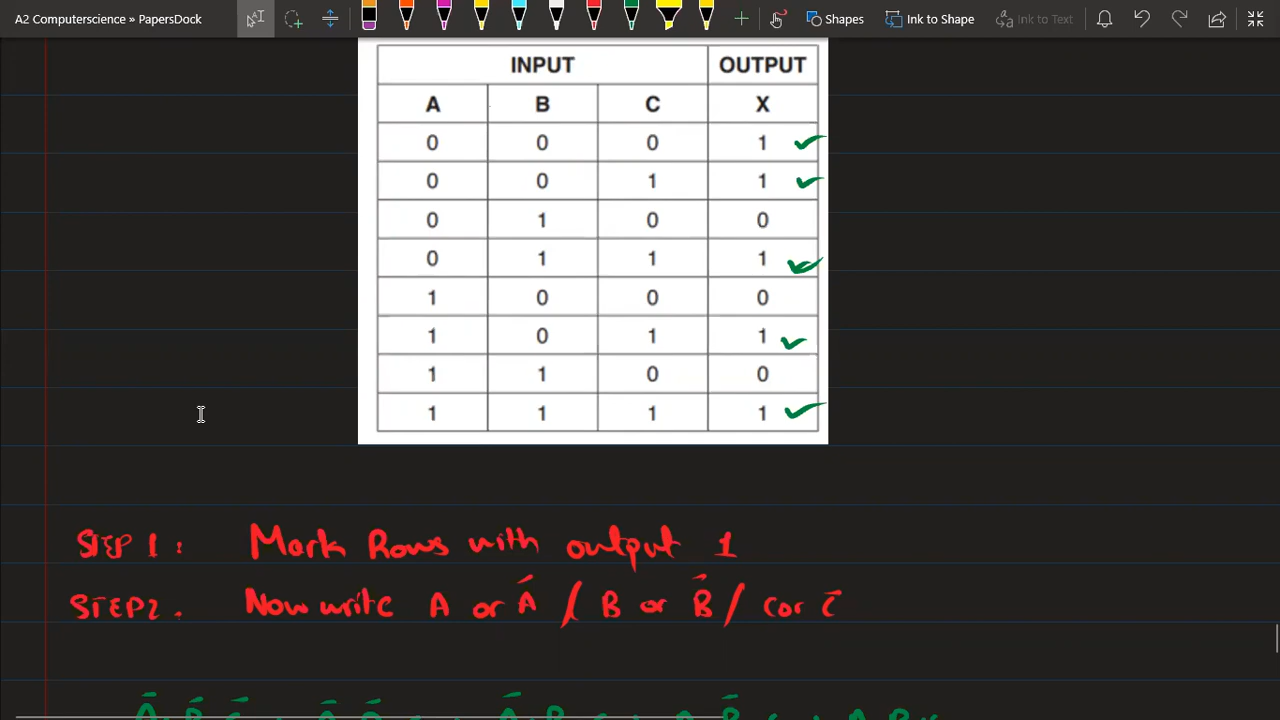 A2 Computerscience » PapersDock
Shapes
Ink to Shape
Ink to Text
INPUT OUTPUT
A B C X
0 0 0 1
0 0 1 1
0 1 0 0
0 1 1 1
1 0 0 0
1 0 1 1
1 1 0 0
1 1 1 1
STEP 1: Mark Rows with output 1
STEP2. Now write A or Ā / B or B̄ / C or C̄